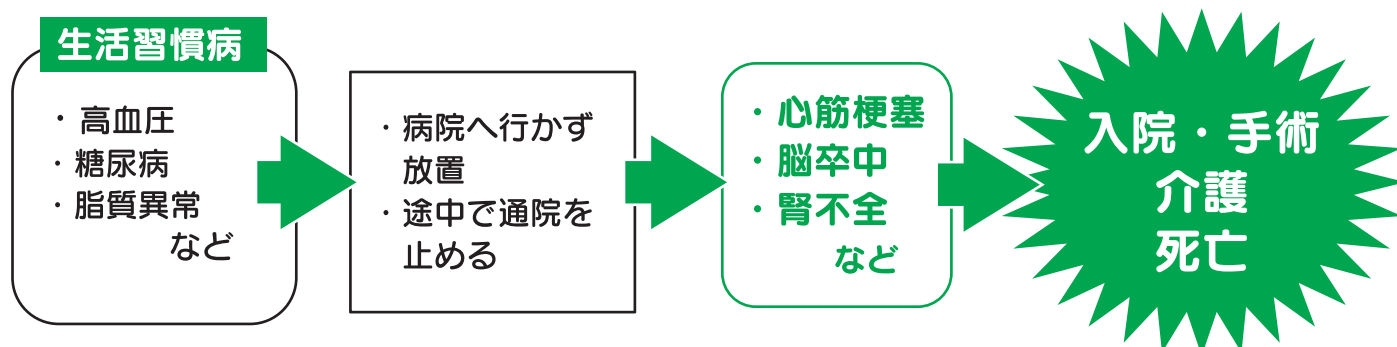 生活習慣病
・高血圧
・糖尿病
・脂質異常
など
・病院へ行かず
放置
・途中で通院を
止める
・心筋梗塞
・脳卒中
・腎不全
など
入院・手術
介護
死亡